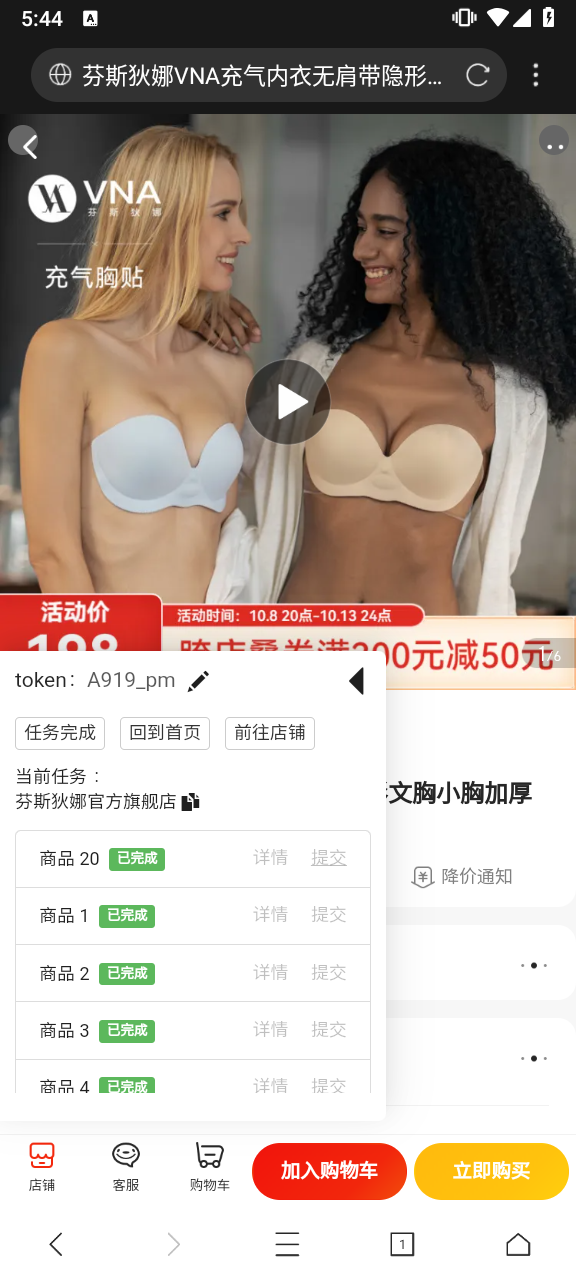 5:44
A
芬斯狄娜VNA充气内衣无肩带隐形...
VNA
芬斯狄娜
充气胸贴
活动价
活动时间：10.8 20点-10.13 24点
198
跨店叠券满200元减50元
1/6
token：A919_pm
任务完成 回到首页 前往店铺
当前任务：
芬斯狄娜官方旗舰店
文胸小胸加厚
降价通知
商品 20 已完成 详情 提交
商品 1 已完成 详情 提交
商品 2 已完成 详情 提交
商品 3 已完成 详情 提交
商品 4 已完成 详情 提交
店铺 客服 购物车 加入购物车 立即购买
1